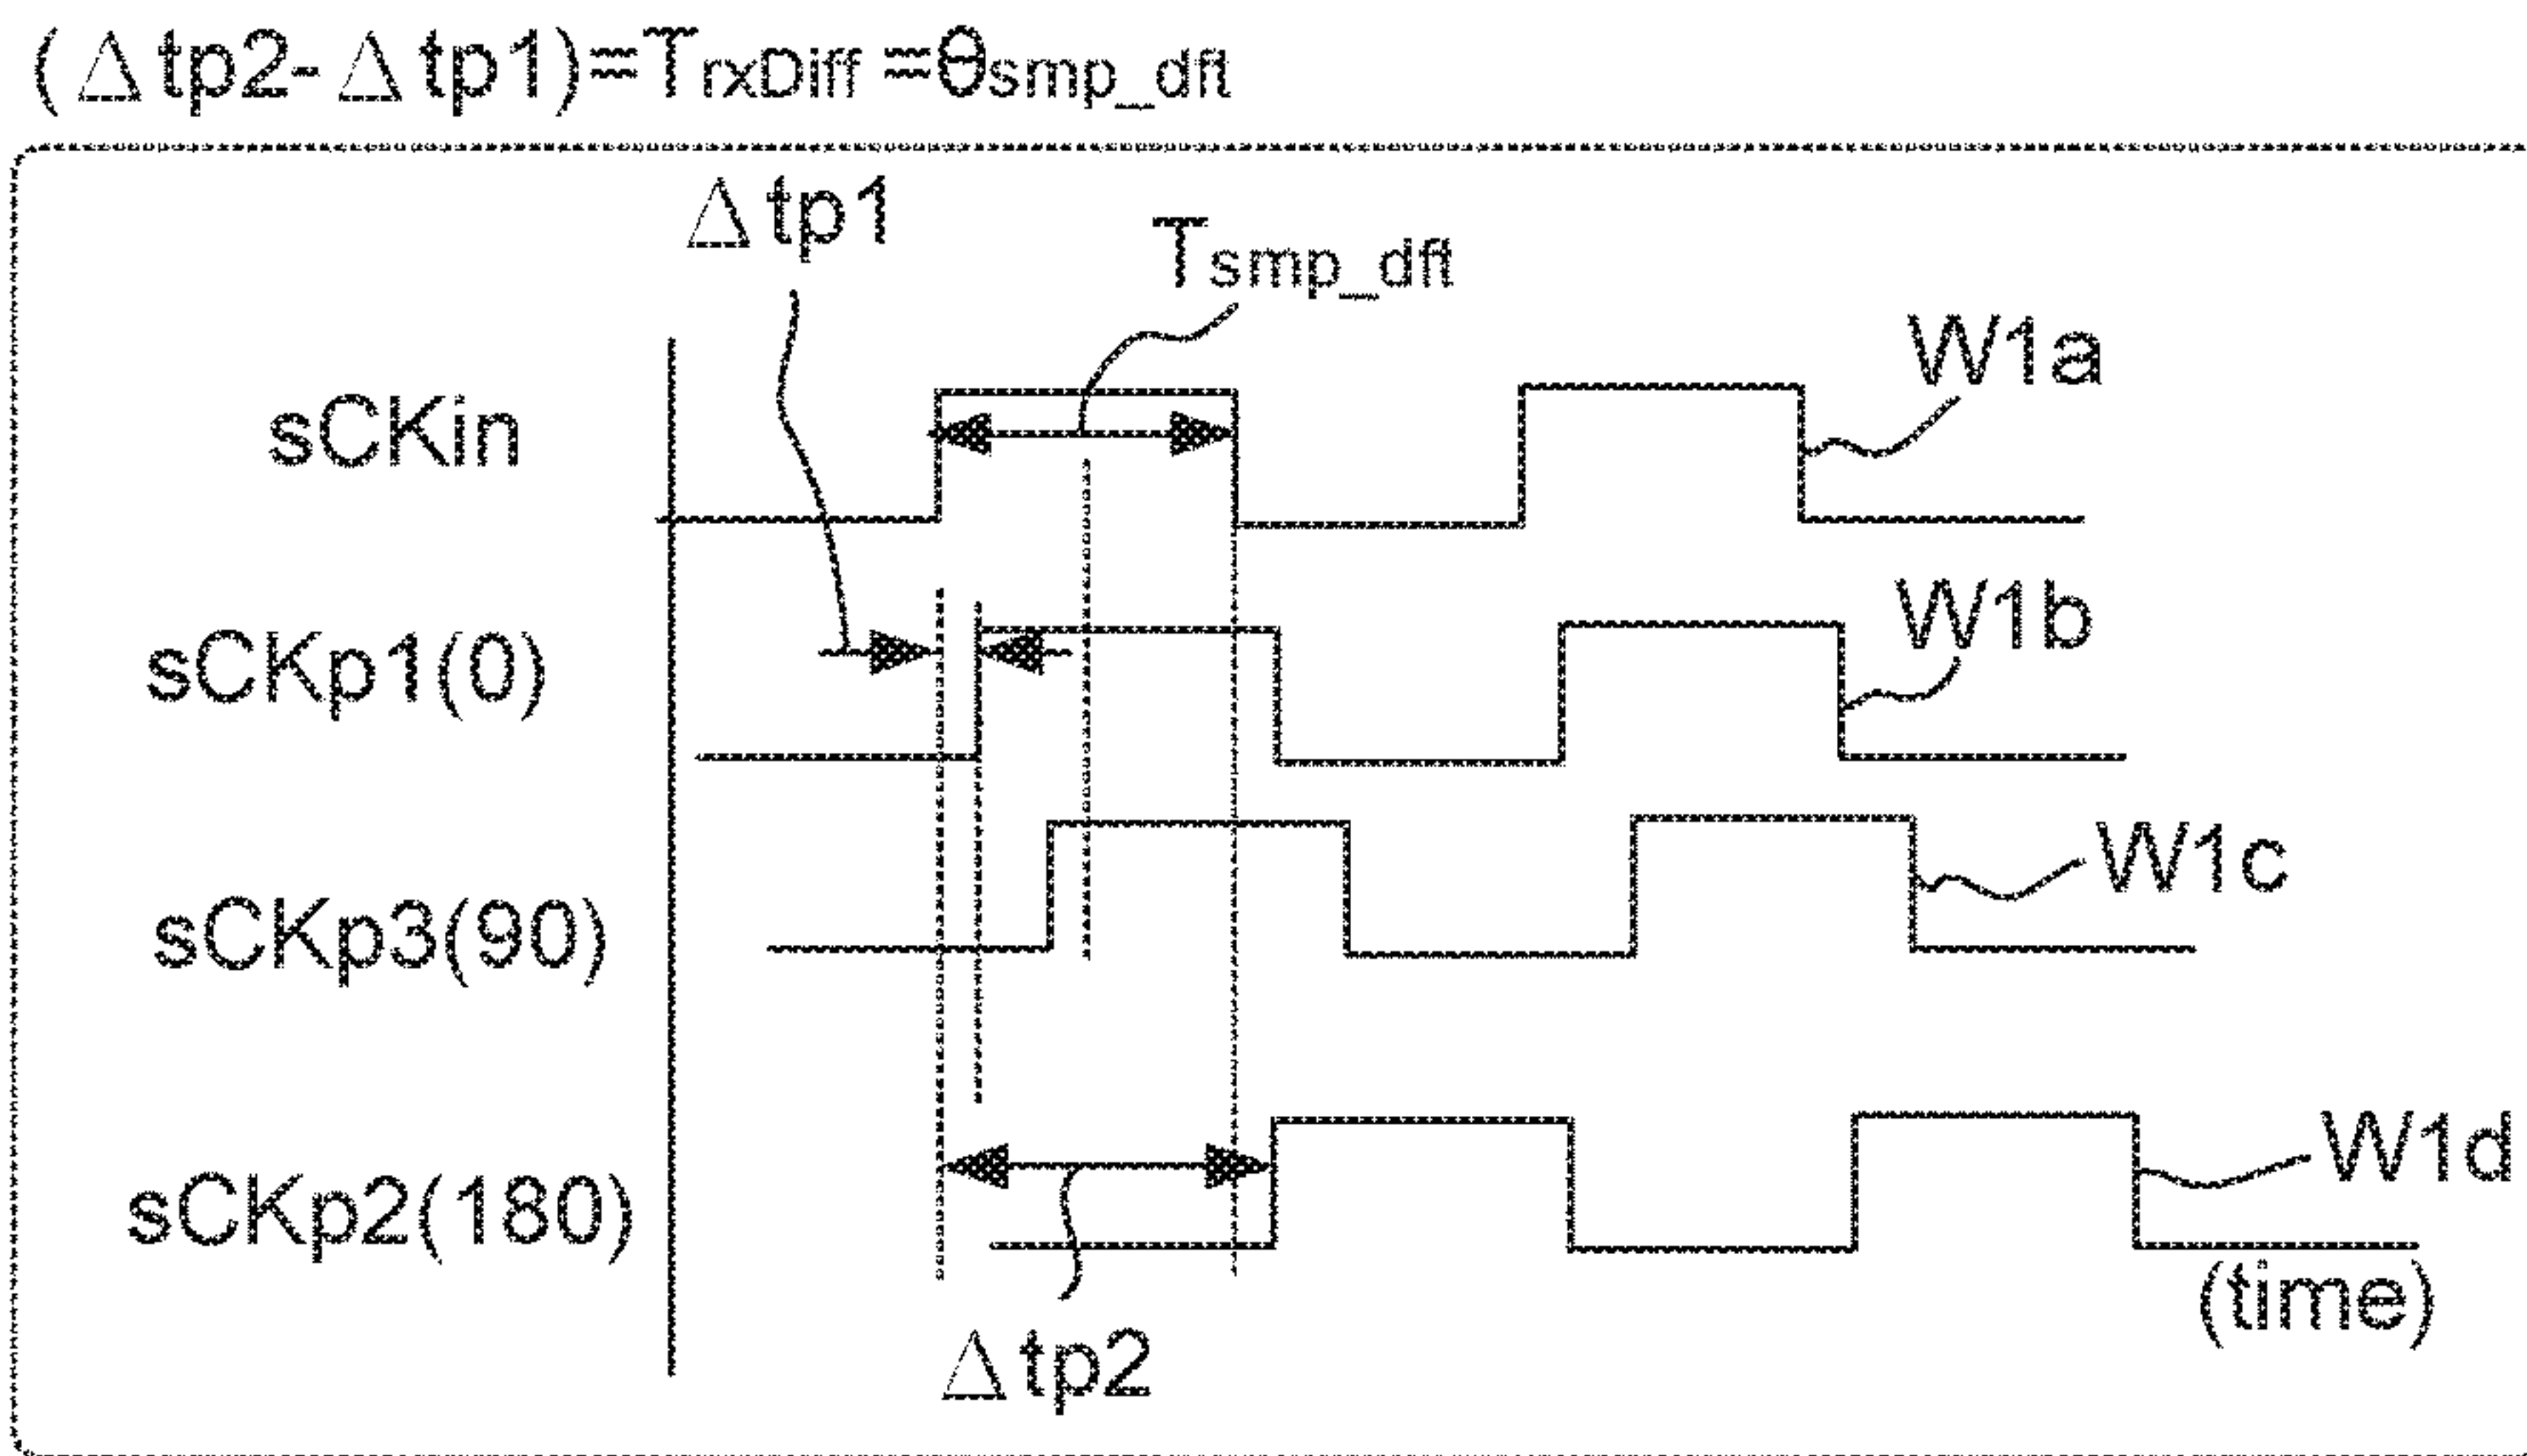 (Δtp2-Δtp1)=TrxDiff=θsmp_dft
Δtp1
Tsmp_dft
sCKin
W1a
sCKp1(0)
W1b
sCKp3(90)
W1c
sCKp2(180)
W1d
(time)
Δtp2